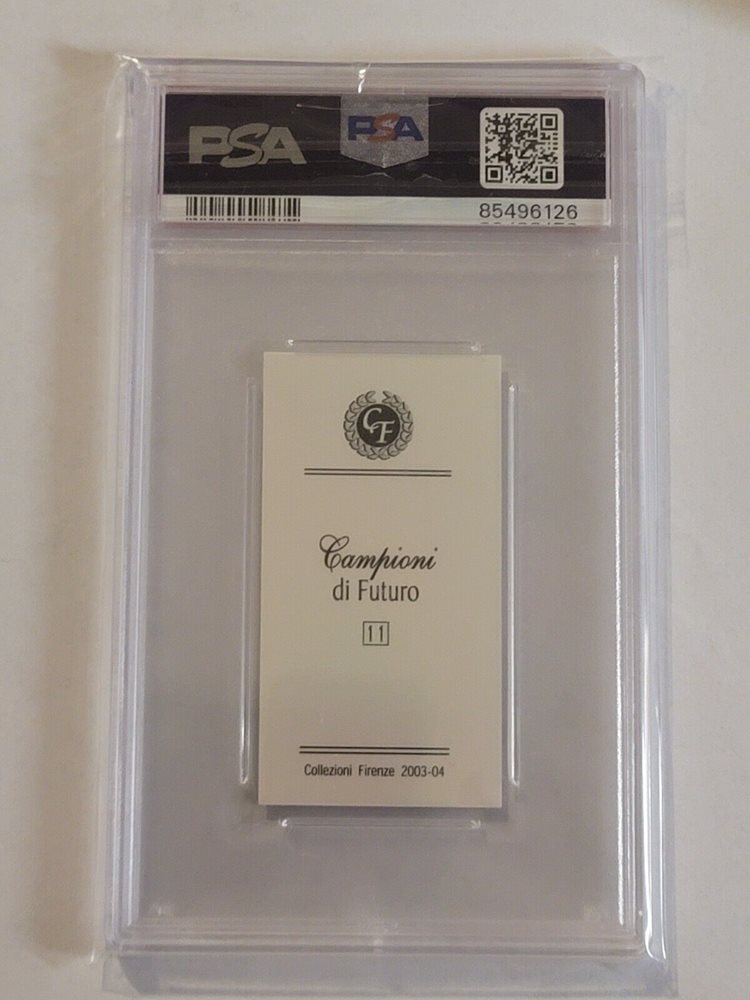 PSA
PSA
85496126
CF
Campioni
di Futuro
11
Collezioni Firenze 2003-04